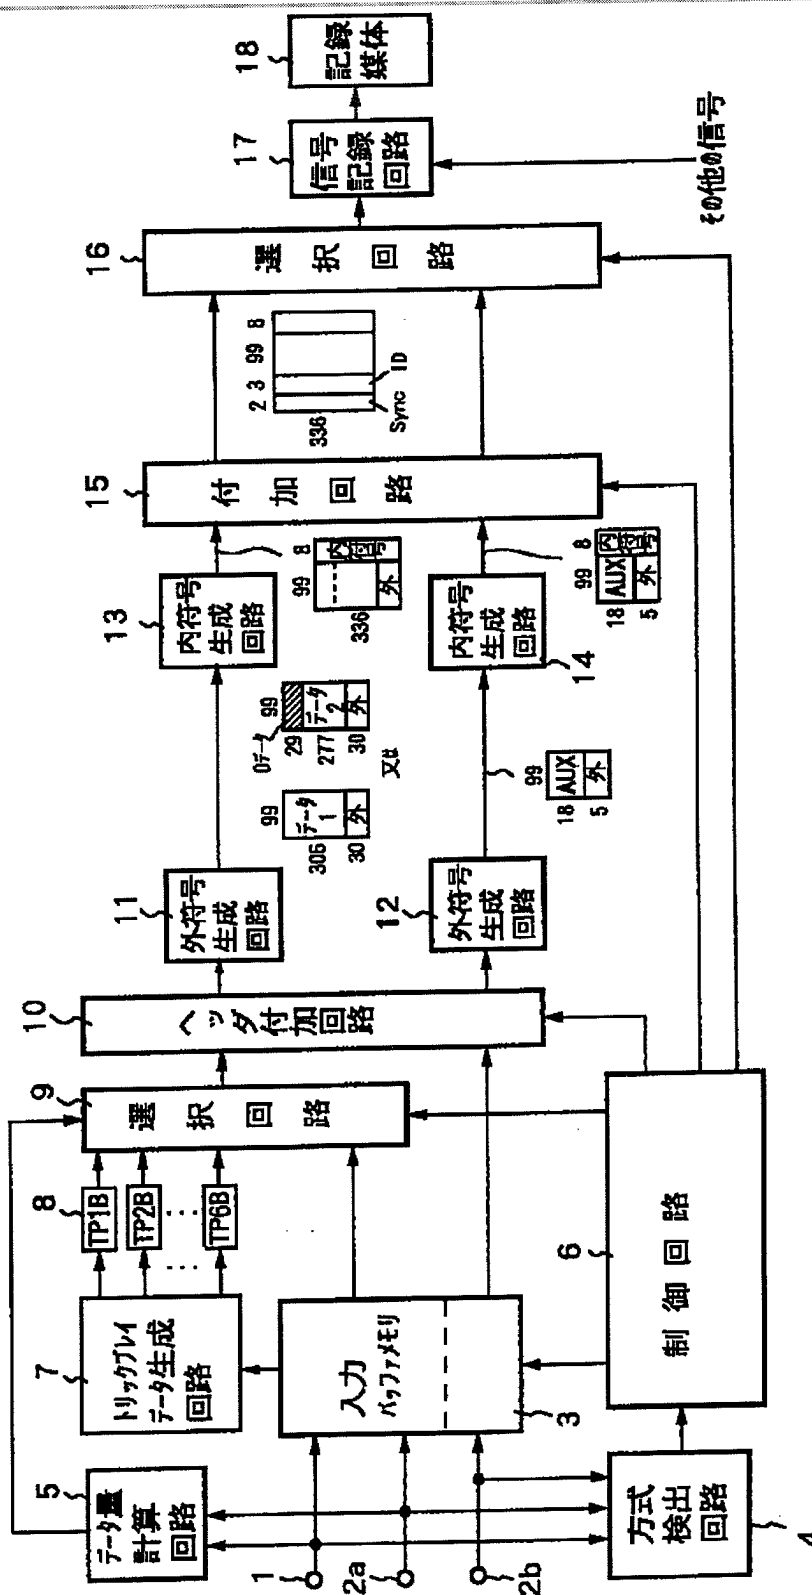 1
2a
2b
データ量
計算
回路
5
方式
検出
回路
4
トリックプレイ
データ生成
回路
7
入力
バッファメモリ
3
制御回路
6
TP1B
TP2B
TP6B
8
選択回路
9
ヘッダ付加回路
10
外符号
生成
回路
11
外符号
生成
回路
12
99
データ
1
306
外
30
又は
0データ
99
29
データ
2
277
外
30
99
AUX
18
外
5
内符号
生成
回路
13
内符号
生成
回路
14
99
8
内符号
336
外
99
8
AUX
内符号
18
外
5
付加回路
15
2 3 99 8
336
Sync
ID
選択回路
16
信号
記録
回路
17
その他の信号
記録
媒体
18